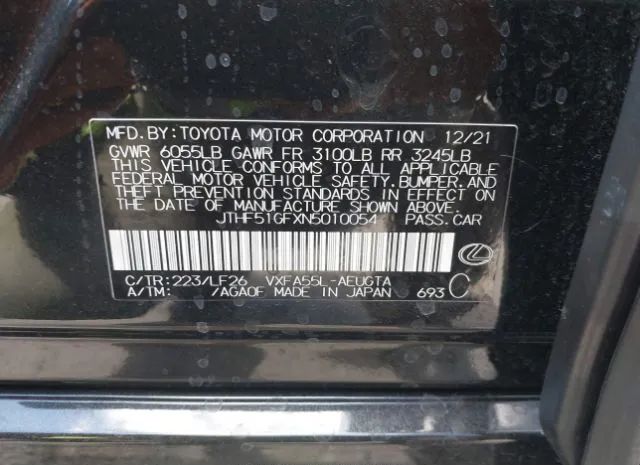 MFD. BY: TOYOTA MOTOR CORPORATION 12/21
GVWR 6055LB GAWR FR 3100LB RR 3245LB
THIS VEHICLE CONFORMS TO ALL APPLICABLE
FEDERAL MOTOR VEHICLE SAFETY, BUMPER, AND
THEFT PREVENTION STANDARDS IN EFFECT ON
THE DATE OF MANUFACTURE SHOWN ABOVE.
JTHF51GFXN5010054 PASS. CAR
C/TR: 223/LF26 VXFA55L-AEUGTA
A/TM: /AGA0F MADE IN JAPAN 693 C